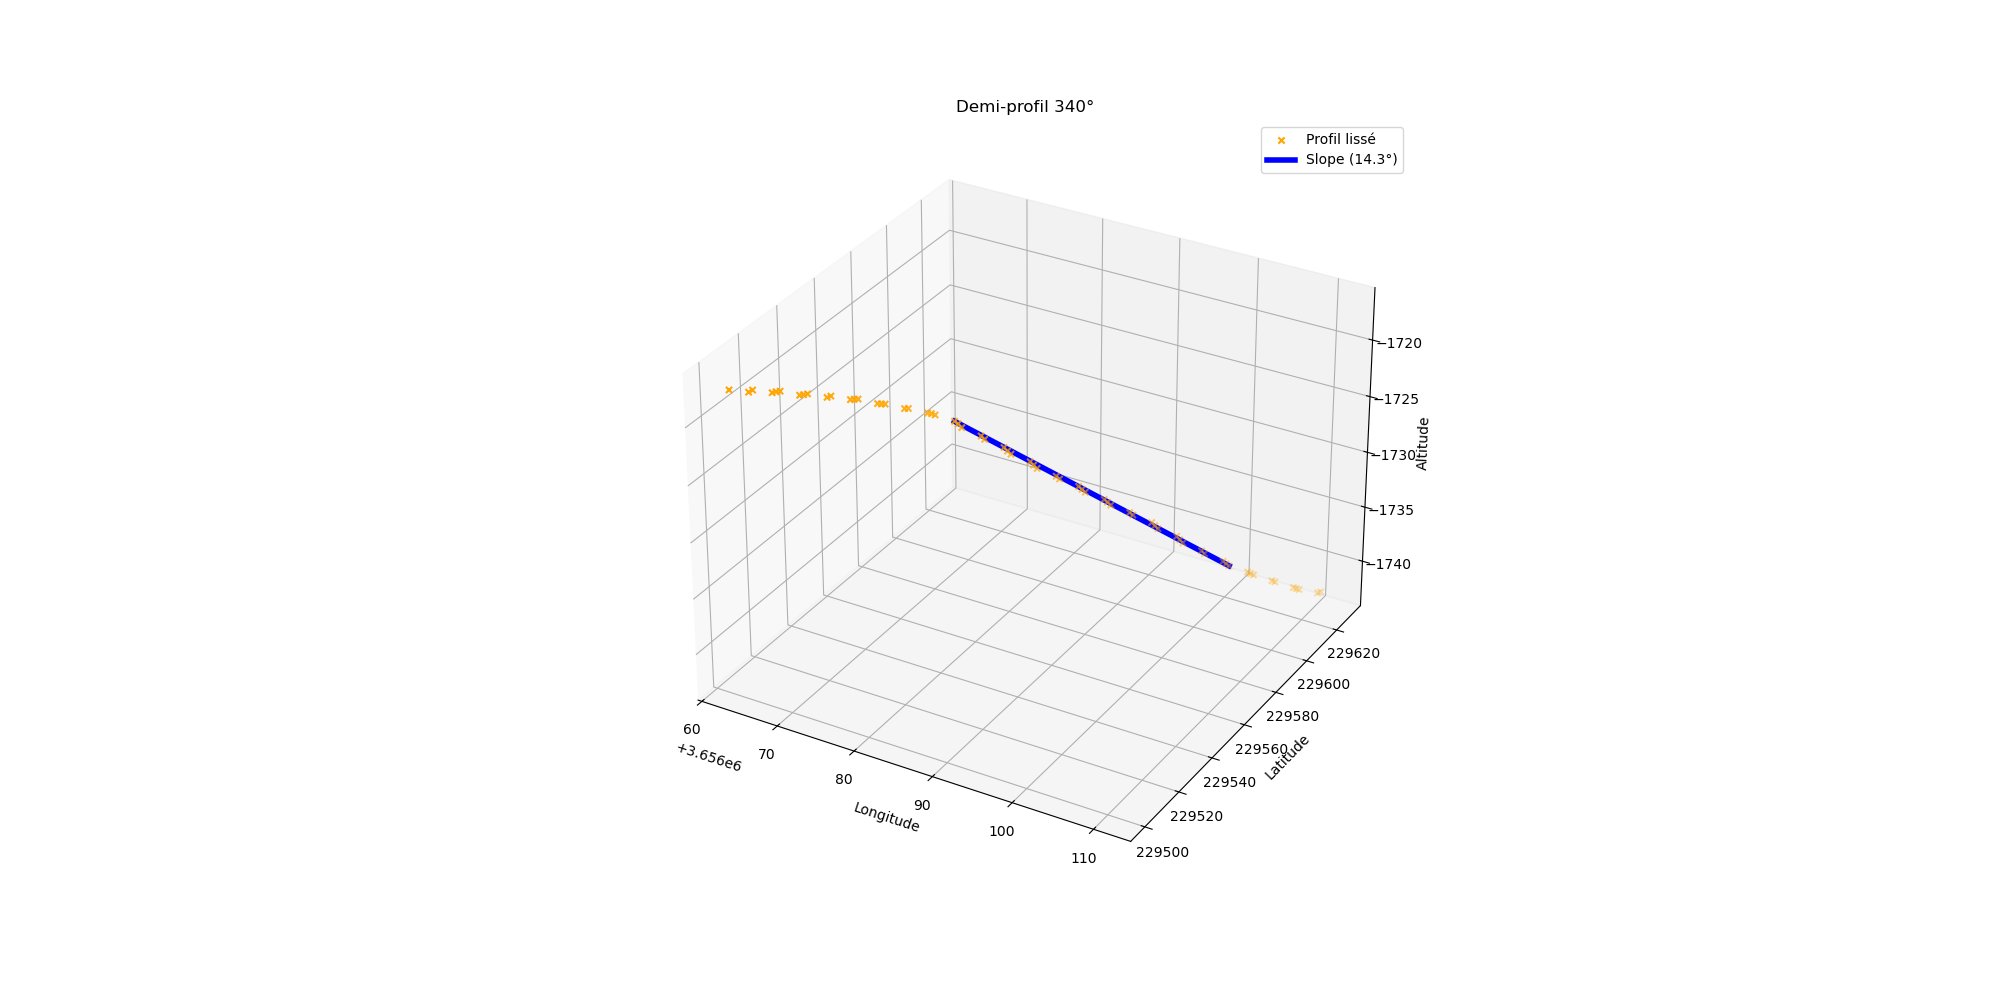 Demi-profil 340°
Profil lissé
Slope (14.3°)
−1720
−1725
−1730
−1735
−1740
Altitude
229620
229600
229580
229560
229540
229520
229500
Latitude
60
70
80
90
100
110
+3.656e6
Longitude